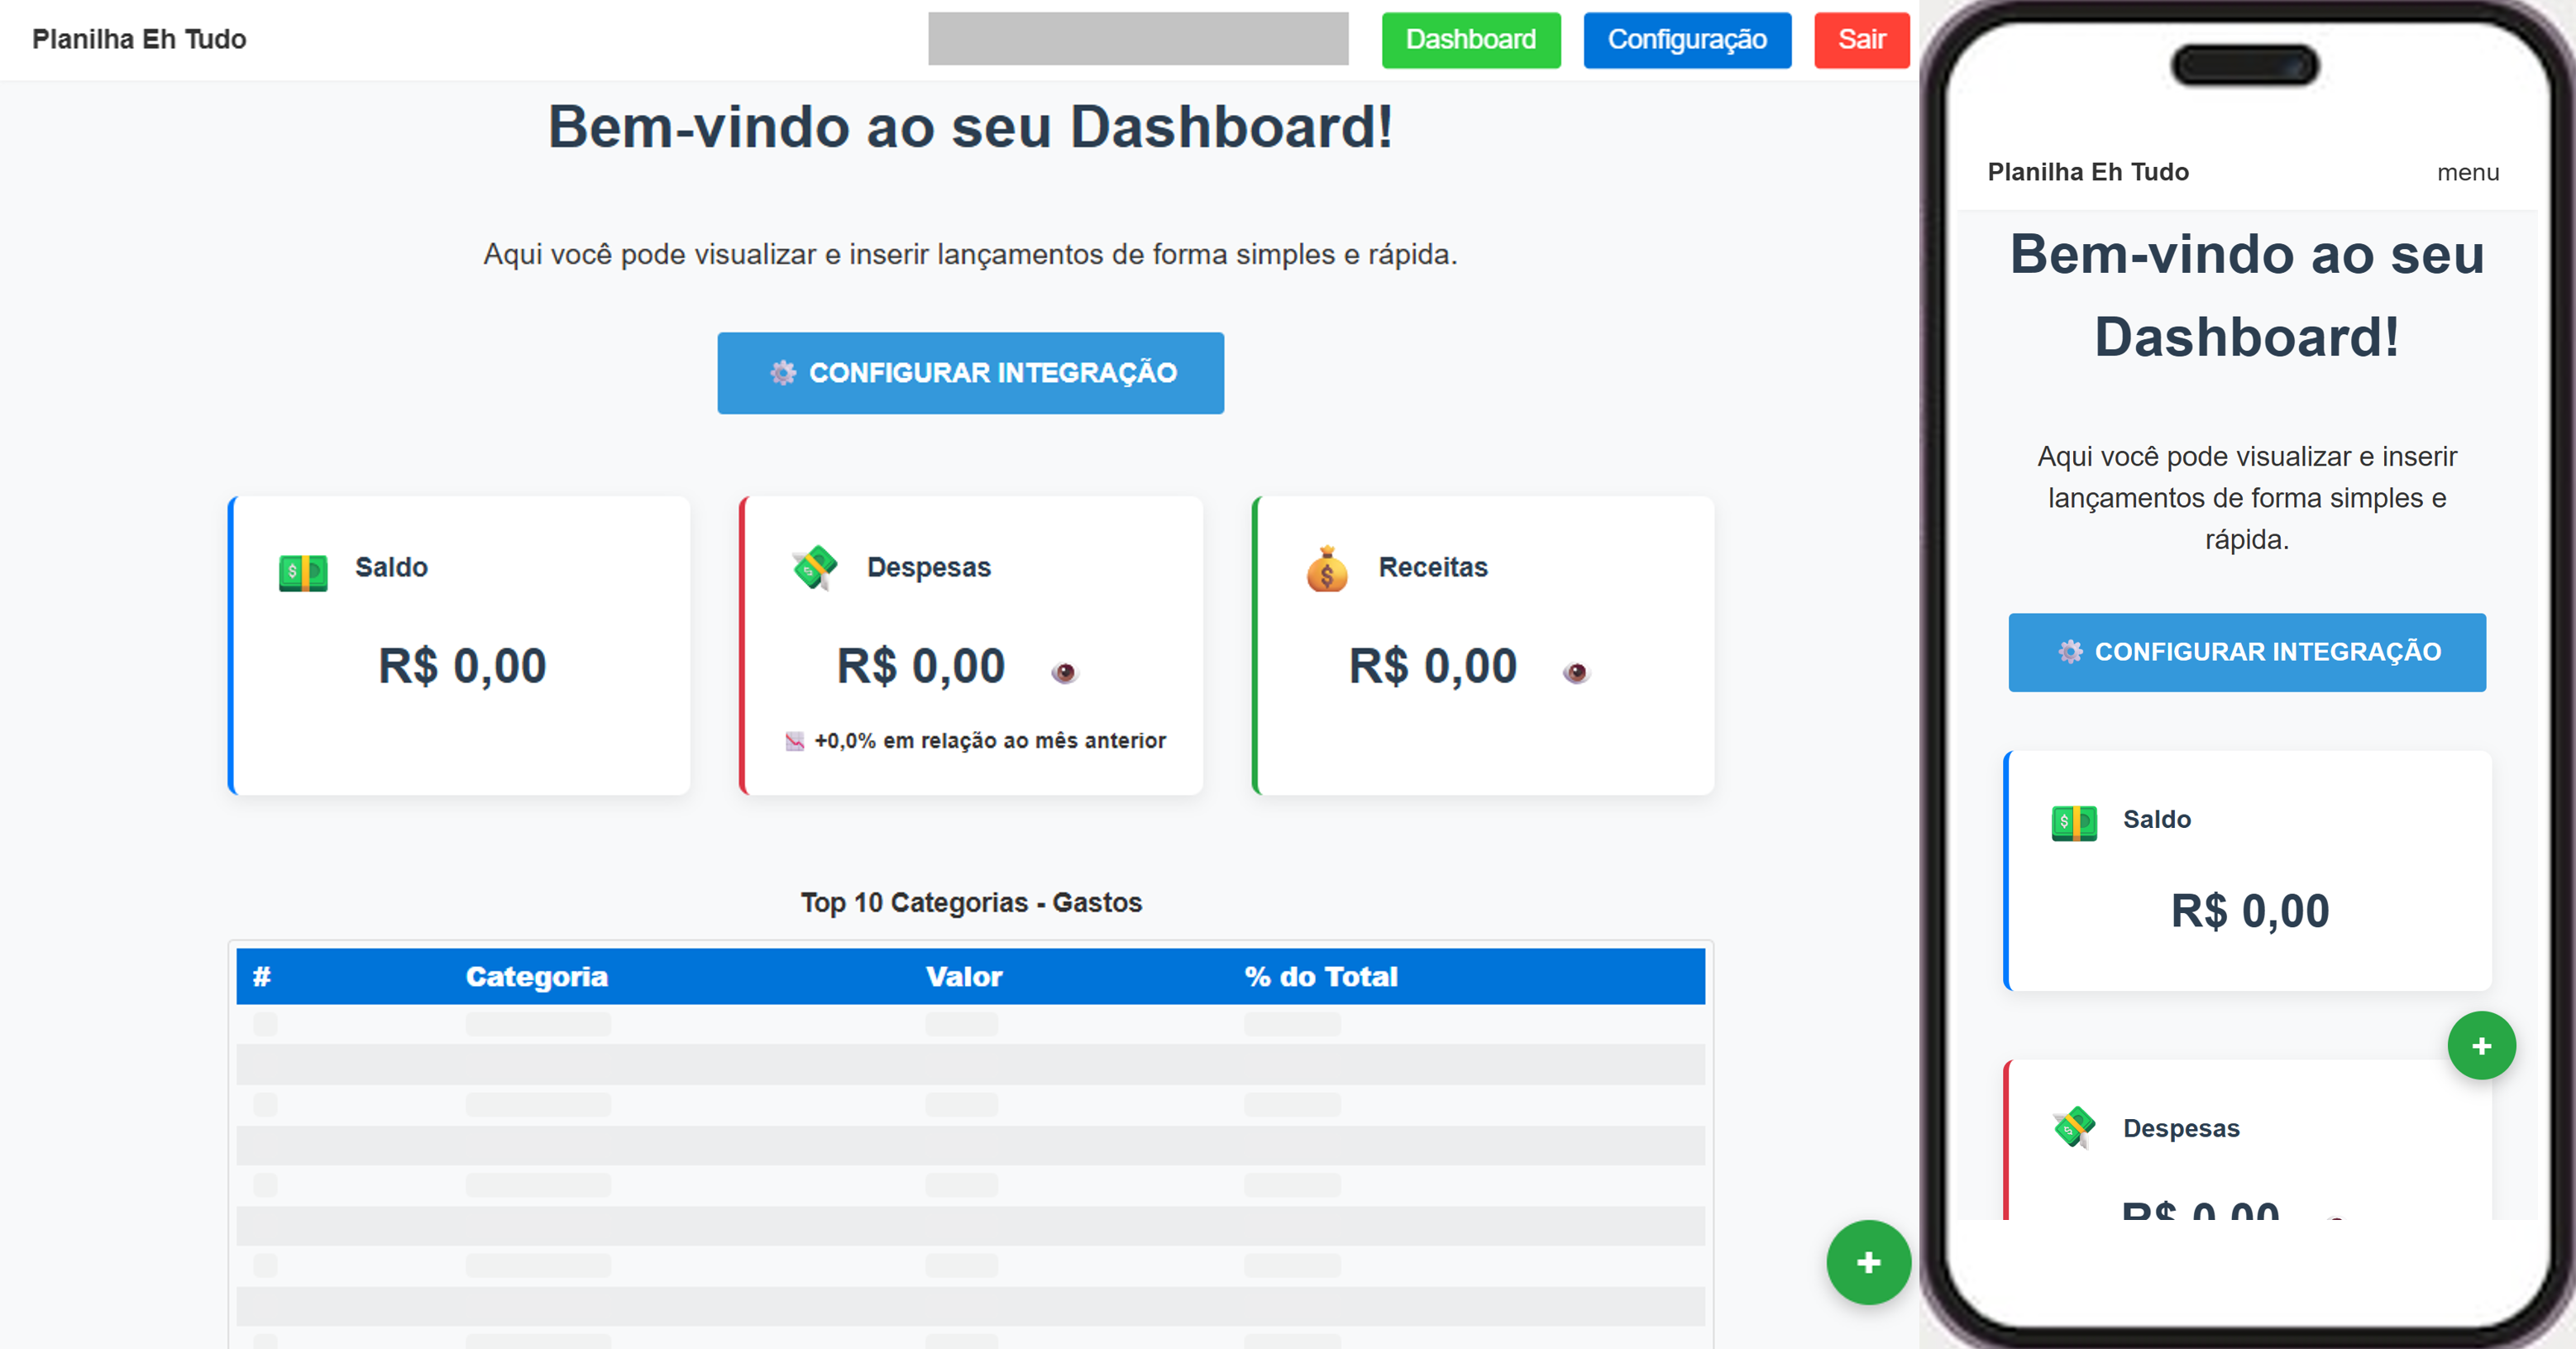 Planilha Eh Tudo
Dashboard
Configuração
Sair
Bem-vindo ao seu Dashboard!
Aqui você pode visualizar e inserir lançamentos de forma simples e rápida.
CONFIGURAR INTEGRAÇÃO
Saldo
R$ 0,00
Despesas
R$ 0,00
+0,0% em relação ao mês anterior
Receitas
R$ 0,00
Top 10 Categorias - Gastos
# Categoria Valor % do Total
+
Planilha Eh Tudo
menu
Bem-vindo ao seu
Dashboard!
Aqui você pode visualizar e inserir
lançamentos de forma simples e
rápida.
CONFIGURAR INTEGRAÇÃO
Saldo
R$ 0,00
+
Despesas
R$ 0,00